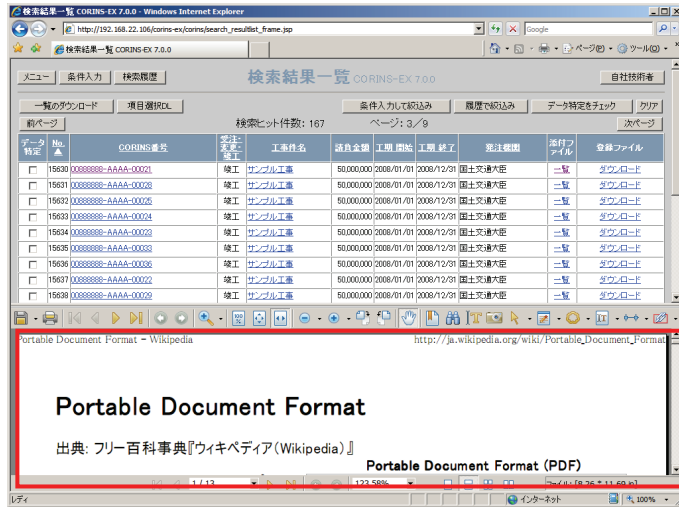 検索結果一覧 CORINS-EX 7.0.0 - Windows Internet Explorer
http://192.168.22.106/corins-ex/corins/search_resultlist_frame.jsp
Google
検索結果一覧 CORINS-EX 7.0.0
ページ(P)
ツール(O)
メニュー 条件入力 検索履歴 検索結果一覧 CORINS-EX 7.0.0 自社技術者
一覧のダウンロード 項目選択DL 条件入力して絞込み 履歴で絞込み データ特定をチェック クリア
前ページ 検索ヒット件数: 167 ページ: 3/9 次ページ
データ特定 No.▲ CORINS番号 受注・変更・竣工 工事件名 請負金額 工期 開始 工期 終了 発注機関 添付ファイル 登録ファイル
15630 00888888-AAAA-00021 竣工 サンプル工事 50,000,000 2008/01/01 2008/12/31 国土交通大臣 一覧 ダウンロード
15631 00888888-AAAA-00028 竣工 サンプル工事 50,000,000 2008/01/01 2008/12/31 国土交通大臣 一覧 ダウンロード
15632 00888888-AAAA-00025 竣工 サンプル工事 50,000,000 2008/01/01 2008/12/31 国土交通大臣 一覧 ダウンロード
15633 00888888-AAAA-00024 竣工 サンプル工事 50,000,000 2008/01/01 2008/12/31 国土交通大臣 一覧 ダウンロード
15634 00888888-AAAA-00023 竣工 サンプル工事 50,000,000 2008/01/01 2008/12/31 国土交通大臣 一覧 ダウンロード
15635 00888888-AAAA-00033 竣工 サンプル工事 50,000,000 2008/01/01 2008/12/31 国土交通大臣 一覧 ダウンロード
15636 00888888-AAAA-00036 竣工 サンプル工事 50,000,000 2008/01/01 2008/12/31 国土交通大臣 一覧 ダウンロード
15637 00888888-AAAA-00022 竣工 サンプル工事 50,000,000 2008/01/01 2008/12/31 国土交通大臣 一覧 ダウンロード
15638 00888888-AAAA-00029 竣工 サンプル工事 50,000,000 2008/01/01 2008/12/31 国土交通大臣 一覧 ダウンロード
Portable Document Format - Wikipedia http://ja.wikipedia.org/wiki/Portable_Document_Format
Portable Document Format
出典: フリー百科事典『ウィキペディア(Wikipedia)』
Portable Document Format (PDF)
1/13 123.58% ファイル: [8.26 * 11.69 in]
レディ インターネット 100%